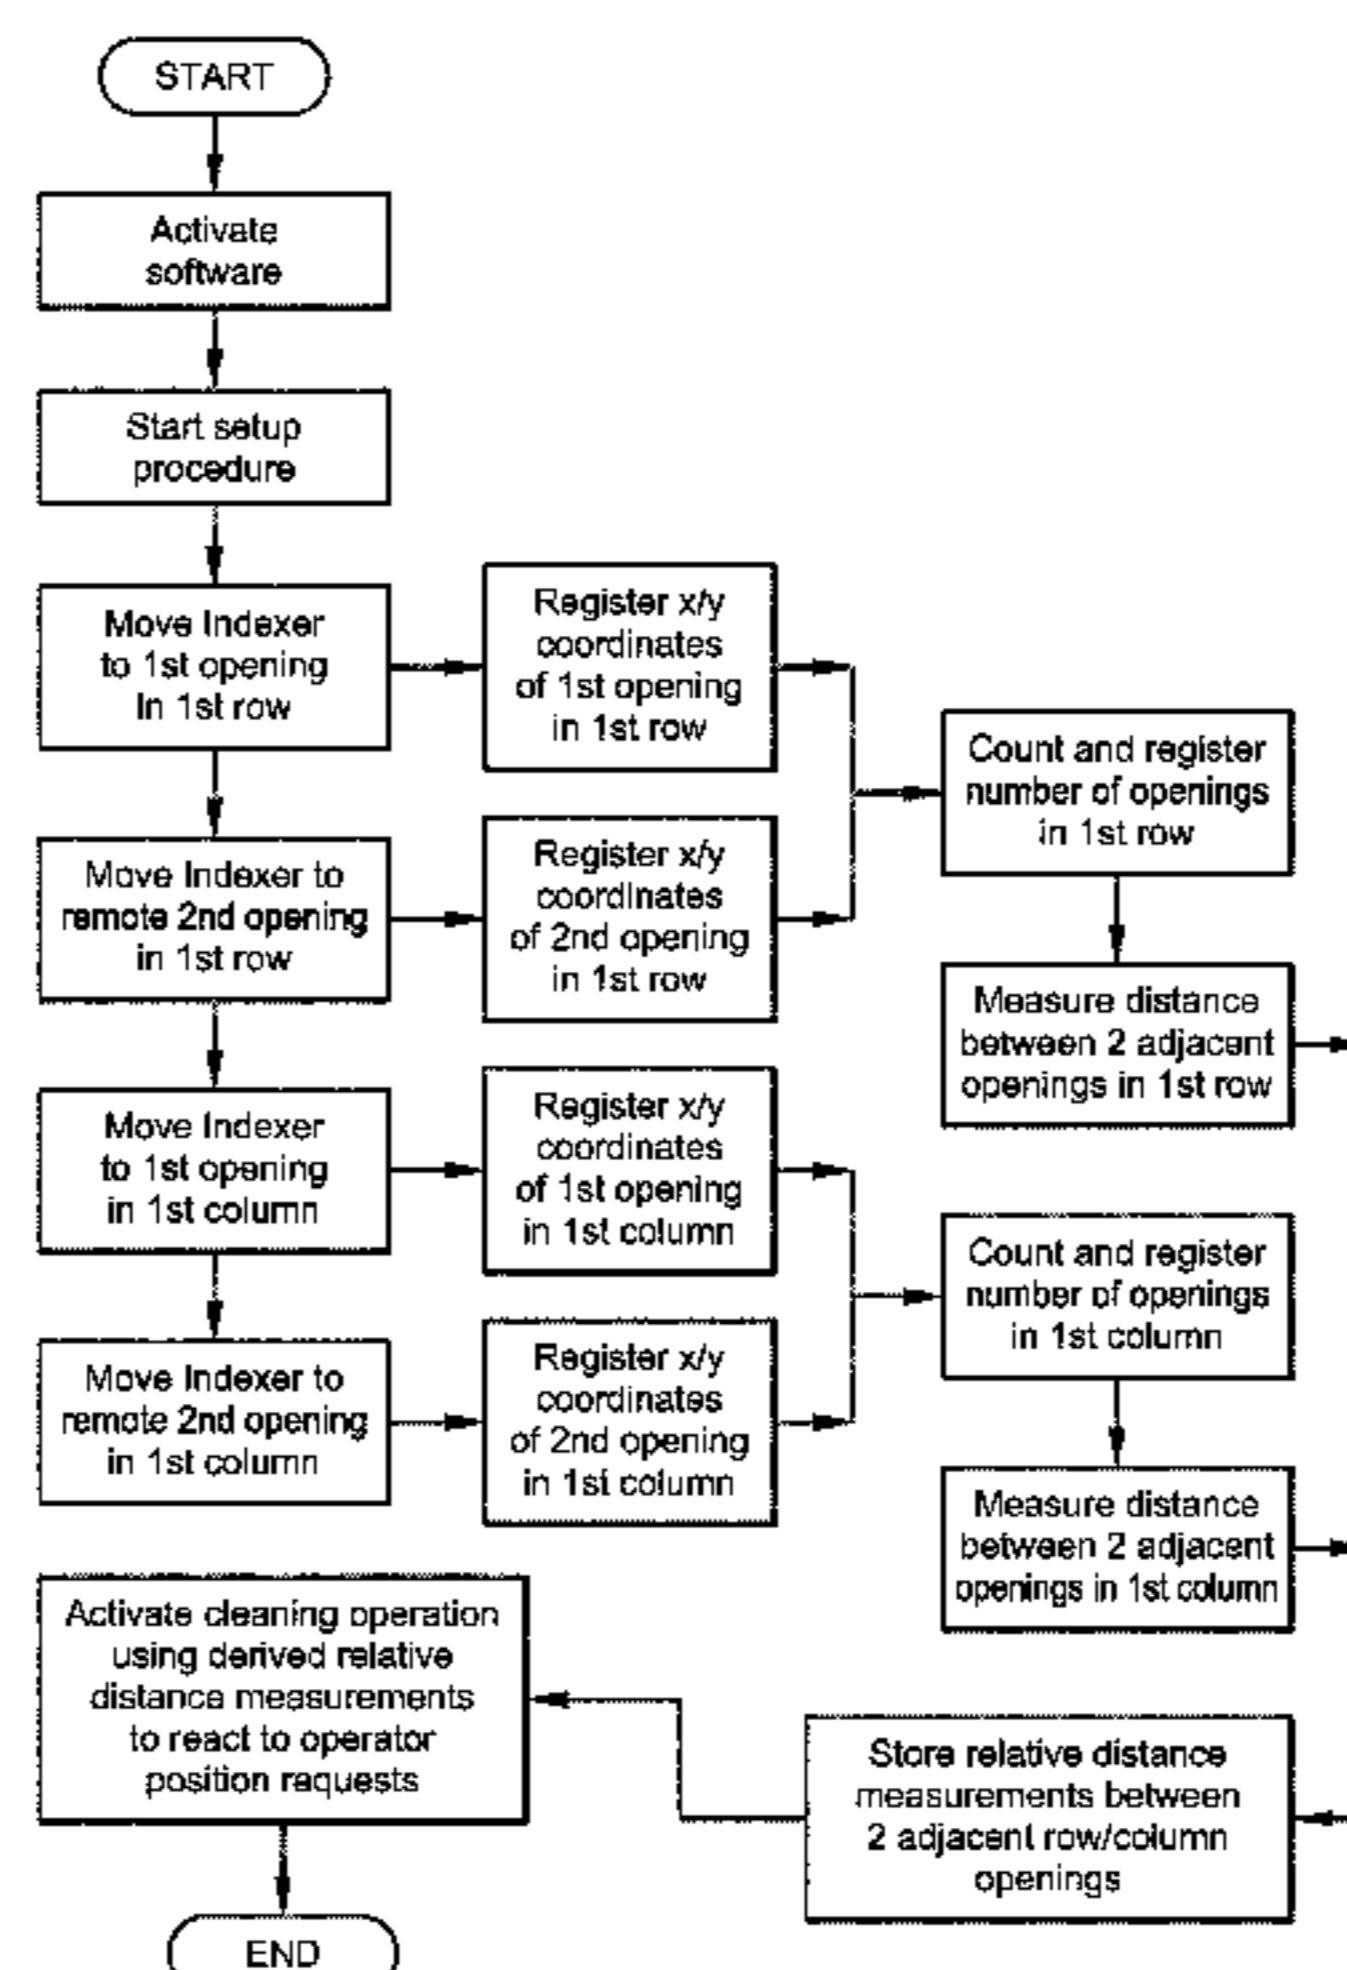 START
Activate
software
Start setup
procedure
Move Indexer
to 1st opening
in 1st row
Register x/y
coordinates
of 1st opening
in 1st row
Count and register
number of openings
in 1st row
Move Indexer to
remote 2nd opening
in 1st row
Register x/y
coordinates
of 2nd opening
in 1st row
Measure distance
between 2 adjacent
openings in 1st row
Move Indexer
to 1st opening
in 1st column
Register x/y
coordinates
of 1st opening
in 1st column
Count and register
number of openings
in 1st column
Move Indexer to
remote 2nd opening
in 1st column
Register x/y
coordinates
of 2nd opening
in 1st column
Measure distance
between 2 adjacent
openings in 1st column
Store relative distance
measurements between
2 adjacent row/column
openings
Activate cleaning operation
using derived relative
distance measurements
to react to operator
position requests
END